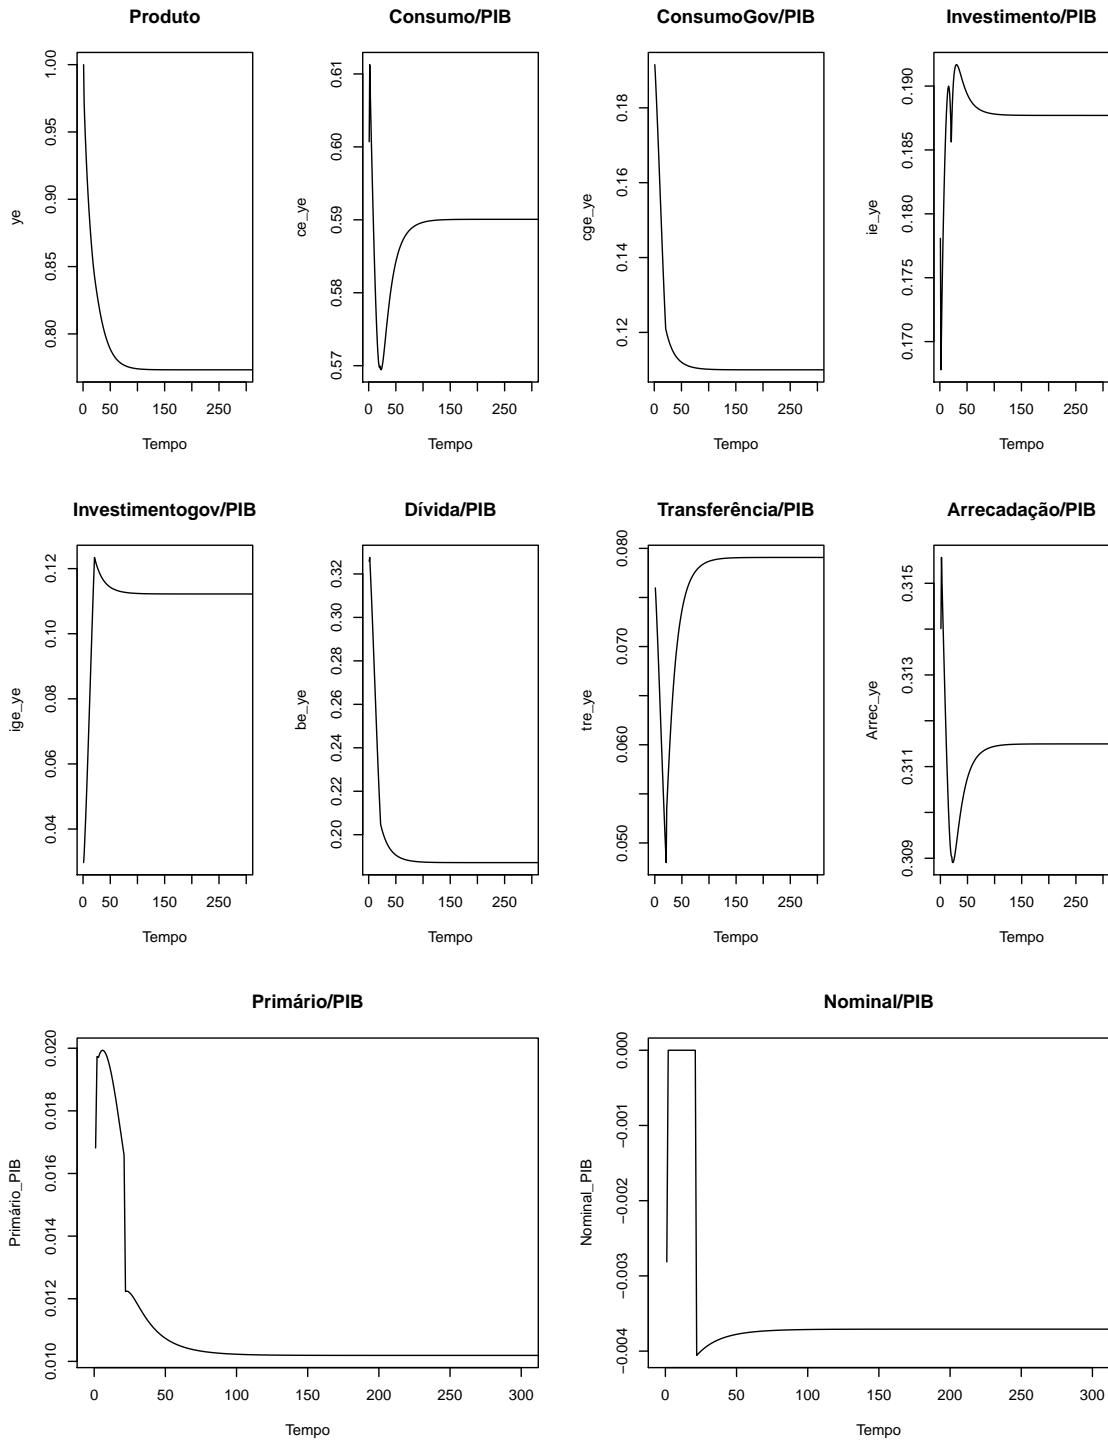 Produto
ye
0.80 0.85 0.90 0.95 1.00
0 50 150 250
Tempo
Consumo/PIB
ce_ye
0.57 0.58 0.59 0.60 0.61
0 50 150 250
Tempo
ConsumoGov/PIB
cge_ye
0.12 0.14 0.16 0.18
0 50 150 250
Tempo
Investimento/PIB
ie_ye
0.170 0.175 0.180 0.185 0.190
0 50 150 250
Tempo
Investimentogov/PIB
ige_ye
0.04 0.06 0.08 0.10 0.12
0 50 150 250
Tempo
Dívida/PIB
be_ye
0.20 0.22 0.24 0.26 0.28 0.30 0.32
0 50 150 250
Tempo
Transferência/PIB
tre_ye
0.050 0.060 0.070 0.080
0 50 150 250
Tempo
Arrecadação/PIB
Arrec_ye
0.309 0.311 0.313 0.315
0 50 150 250
Tempo
Primário/PIB
Primário_PIB
0.010 0.012 0.014 0.016 0.018 0.020
0 50 100 150 200 250 300
Tempo
Nominal/PIB
Nominal_PIB
−0.004 −0.003 −0.002 −0.001 0.000
0 50 100 150 200 250 300
Tempo